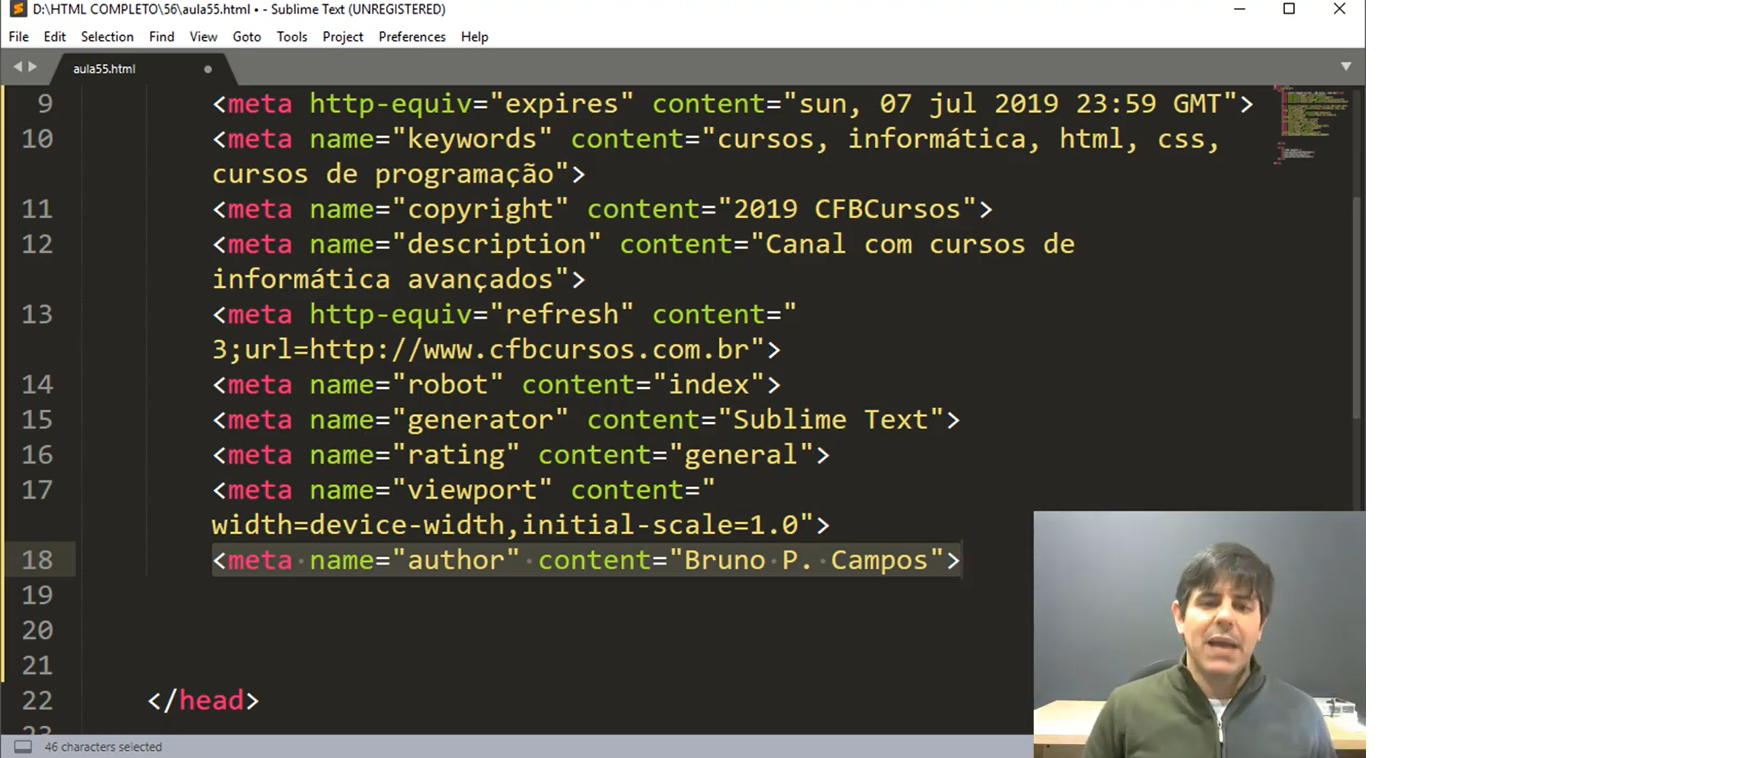 D:\HTML COMPLETO\56\aula55.html • - Sublime Text (UNREGISTERED)
File Edit Selection Find View Goto Tools Project Preferences Help
aula55.html
9 <meta http-equiv="expires" content="sun, 07 jul 2019 23:59 GMT">
10 <meta name="keywords" content="cursos, informática, html, css,
cursos de programação">
11 <meta name="copyright" content="2019 CFBCursos">
12 <meta name="description" content="Canal com cursos de
informática avançados">
13 <meta http-equiv="refresh" content="
3;url=http://www.cfbcursos.com.br">
14 <meta name="robot" content="index">
15 <meta name="generator" content="Sublime Text">
16 <meta name="rating" content="general">
17 <meta name="viewport" content="
width=device-width,initial-scale=1.0">
18 <meta name="author" content="Bruno P. Campos">
19
20
21
22 </head>
46 characters selected